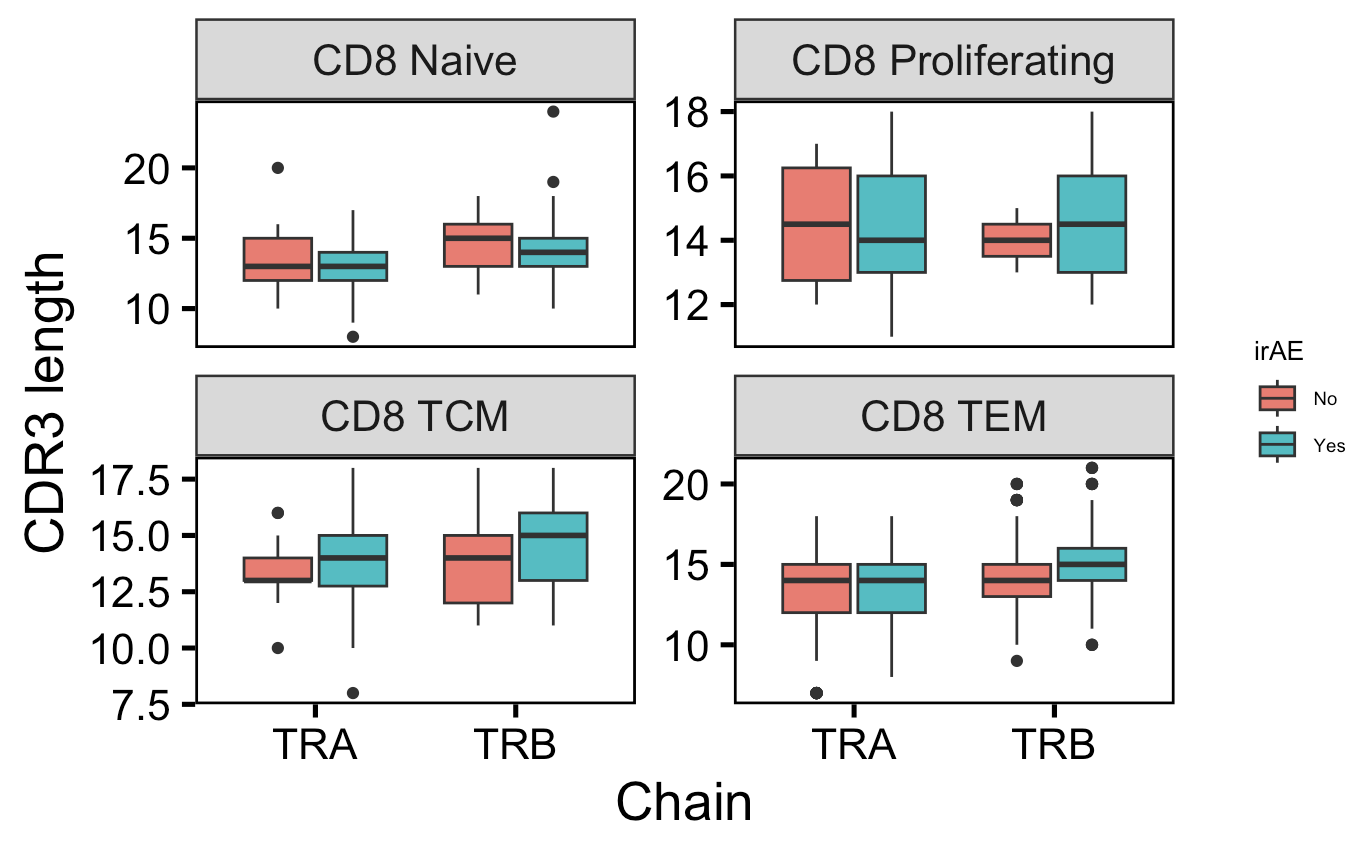 CD8 Naive
CD8 Proliferating
20
15
10
18
16
14
12
CD8 TCM
CD8 TEM
17.5
15.0
12.5
10.0
7.5
20
15
10
TRA
TRB
TRA
TRB
Chain
CDR3 length
irAE
No
Yes